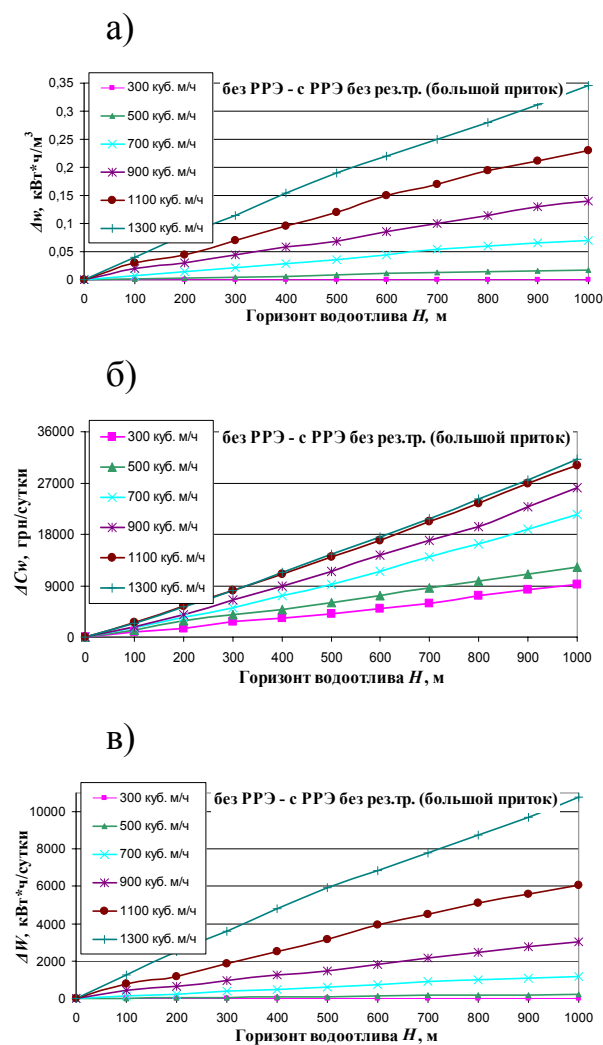 а)
без РРЭ - с РРЭ без рез.тр. (большой приток)
300 куб. м/ч
500 куб. м/ч
700 куб. м/ч
900 куб. м/ч
1100 куб. м/ч
1300 куб. м/ч
Δw, кВт*ч/м³
0,35
0,3
0,25
0,2
0,15
0,1
0,05
0
0 100 200 300 400 500 600 700 800 900 1000
Горизонт водоотлива H, м
б)
без РРЭ - с РРЭ без рез.тр. (большой приток)
300 куб. м/ч
500 куб. м/ч
700 куб. м/ч
900 куб. м/ч
1100 куб. м/ч
1300 куб. м/ч
ΔCw, грн/сутки
36000
27000
18000
9000
0
0 100 200 300 400 500 600 700 800 900 1000
Горизонт водоотлива H, м
в)
без РРЭ - с РРЭ без рез.тр. (большой приток)
300 куб. м/ч
500 куб. м/ч
700 куб. м/ч
900 куб. м/ч
1100 куб. м/ч
1300 куб. м/ч
ΔW, кВт*ч/сутки
10000
8000
6000
4000
2000
0
0 100 200 300 400 500 600 700 800 900 1000
Горизонт водоотлива H, м